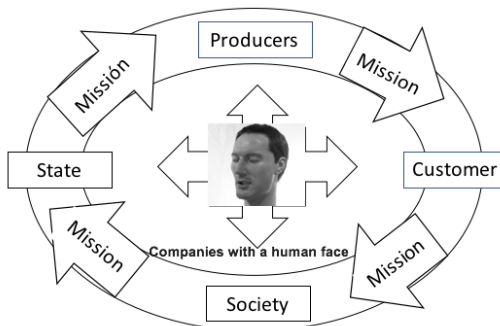 Producers
Missión
Mission
State
Customer
Companies with a human face
Mission
Mission
Society